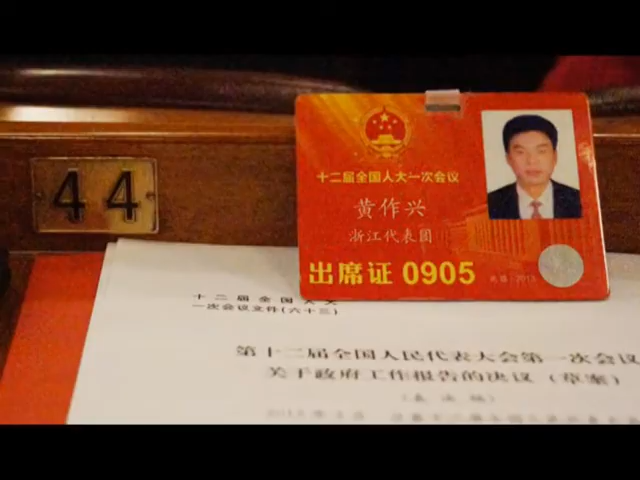 44
十二届全国人大一次会议
黄作兴
浙江代表团
出席证 0905
十二届全国人大
一次会议文件(六十三)
第十二届全国人民代表大会第一次会议
关于政府工作报告的决议(草案)